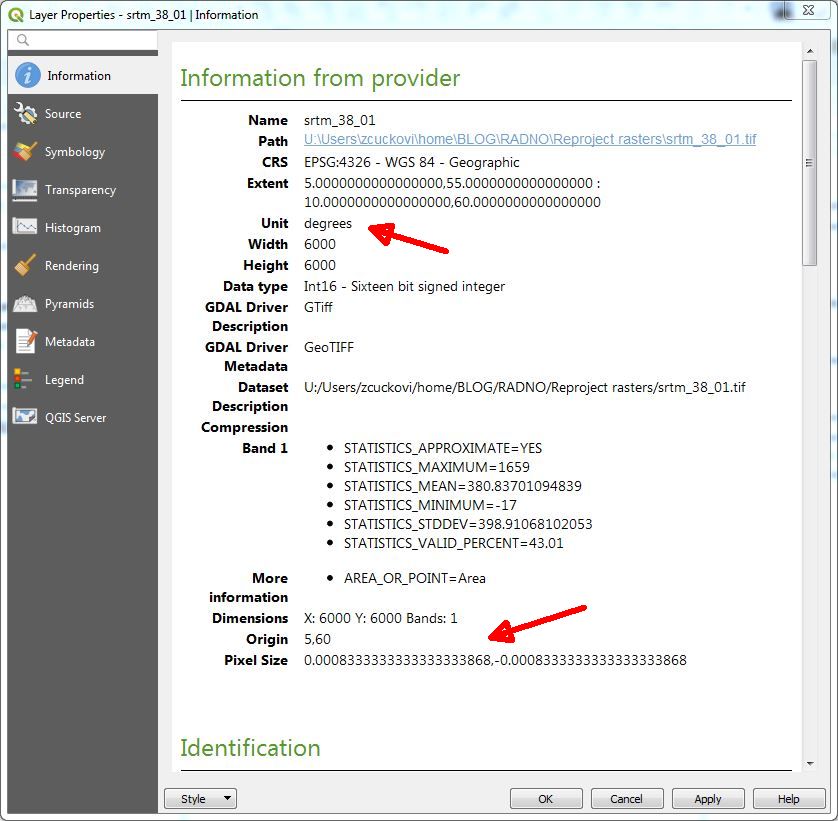 Layer Properties - srtm_38_01 | Information
Information
Source
Symbology
Transparency
Histogram
Rendering
Pyramids
Metadata
Legend
QGIS Server
Information from provider
Name srtm_38_01
Path U:\Users\zcuckovi\home\BLOG\RADNO\Reproject rasters\srtm_38_01.tif
CRS EPSG:4326 - WGS 84 - Geographic
Extent 5.0000000000000000,55.0000000000000000 :
10.0000000000000000,60.0000000000000000
Unit degrees
Width 6000
Height 6000
Data type Int16 - Sixteen bit signed integer
GDAL Driver GTiff
Description
GDAL Driver GeoTIFF
Metadata
Dataset U:/Users/zcuckovi/home/BLOG/RADNO/Reproject rasters/srtm_38_01.tif
Description
Compression
Band 1 • STATISTICS_APPROXIMATE=YES
• STATISTICS_MAXIMUM=1659
• STATISTICS_MEAN=380.83701094839
• STATISTICS_MINIMUM=-17
• STATISTICS_STDDEV=398.91068102053
• STATISTICS_VALID_PERCENT=43.01
More • AREA_OR_POINT=Area
information
Dimensions X: 6000 Y: 6000 Bands: 1
Origin 5,60
Pixel Size 0.0008333333333333333868,-0.0008333333333333333868
Identification
Style
OK
Cancel
Apply
Help